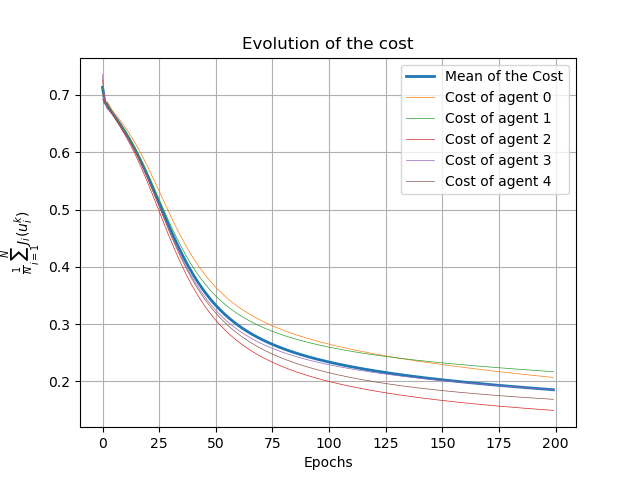 Evolution of the cost
Mean of the Cost
Cost of agent 0
Cost of agent 1
Cost of agent 2
Cost of agent 3
Cost of agent 4
0.7
0.6
0.5
0.4
0.3
0.2
0 25 50 75 100 125 150 175 200
Epochs
1/N ∑_{i=1}^{N} J_i(u_i^k)